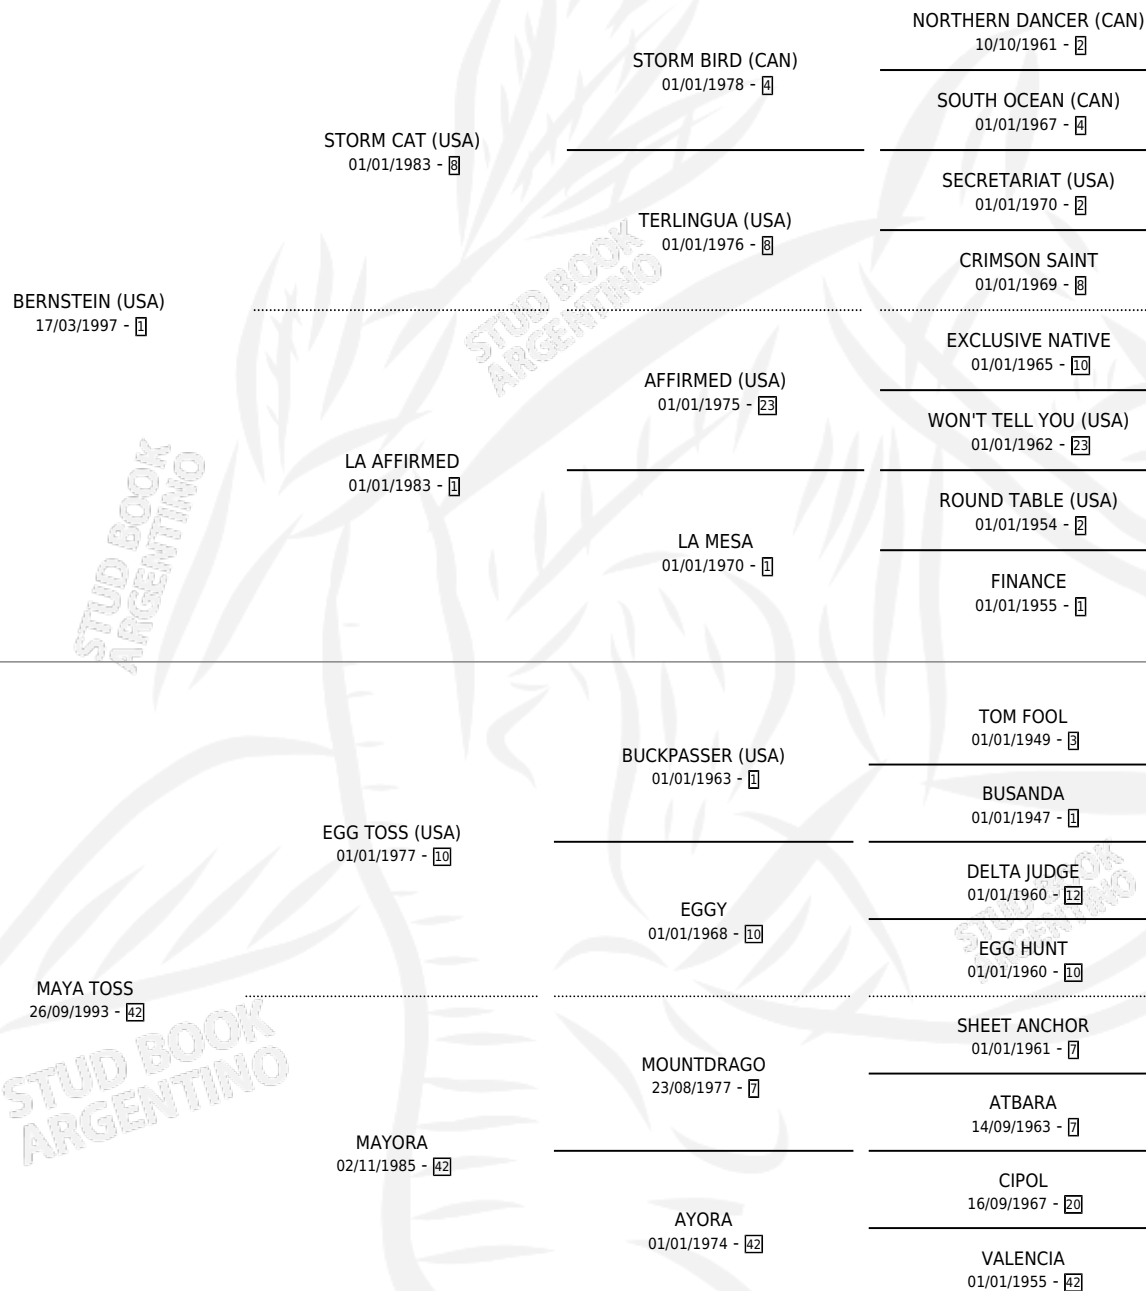 NORTHERN DANCER (CAN)
10/10/1961 - 2
STORM BIRD (CAN)
01/01/1978 - 4
SOUTH OCEAN (CAN)
01/01/1967 - 4
STORM CAT (USA)
01/01/1983 - 8
SECRETARIAT (USA)
01/01/1970 - 2
TERLINGUA (USA)
01/01/1976 - 8
CRIMSON SAINT
01/01/1969 - 8
BERNSTEIN (USA)
17/03/1997 - 1
EXCLUSIVE NATIVE
01/01/1965 - 10
AFFIRMED (USA)
01/01/1975 - 23
WON'T TELL YOU (USA)
01/01/1962 - 23
LA AFFIRMED
01/01/1983 - 1
ROUND TABLE (USA)
01/01/1954 - 2
LA MESA
01/01/1970 - 1
FINANCE
01/01/1955 - 1
TOM FOOL
01/01/1949 - 3
BUCKPASSER (USA)
01/01/1963 - 1
BUSANDA
01/01/1947 - 1
EGG TOSS (USA)
01/01/1977 - 10
DELTA JUDGE
01/01/1960 - 12
EGGY
01/01/1968 - 10
EGG HUNT
01/01/1960 - 10
MAYA TOSS
26/09/1993 - 42
SHEET ANCHOR
01/01/1961 - 7
MOUNTDRAGO
23/08/1977 - 7
ATBARA
14/09/1963 - 7
MAYORA
02/11/1985 - 42
CIPOL
16/09/1967 - 20
AYORA
01/01/1974 - 42
VALENCIA
01/01/1955 - 42
STUD BOOK
ARGENTINO
STUD BOOK
ARGENTINO
STUD BOOK
ARGENTINO
STUD BOOK
ARGENTINO